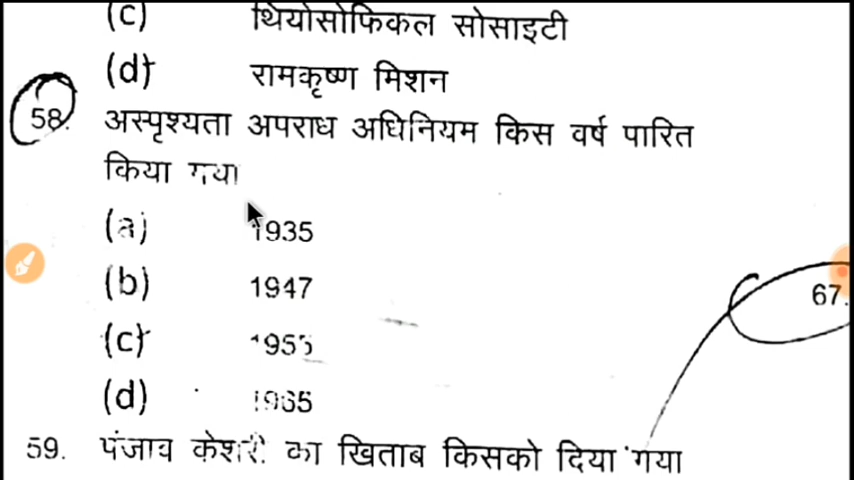 (c) थियोसोफिकल सोसाइटी
(d) रामकृष्ण मिशन
58. अस्पृश्यता अपराध अधिनियम किस वर्ष पारित
किया गया
(a) 1935
(b) 1947
(c) 1955
(d) 1965
67.
59. पंजाव केशरी का खिताब किसको दिया गया